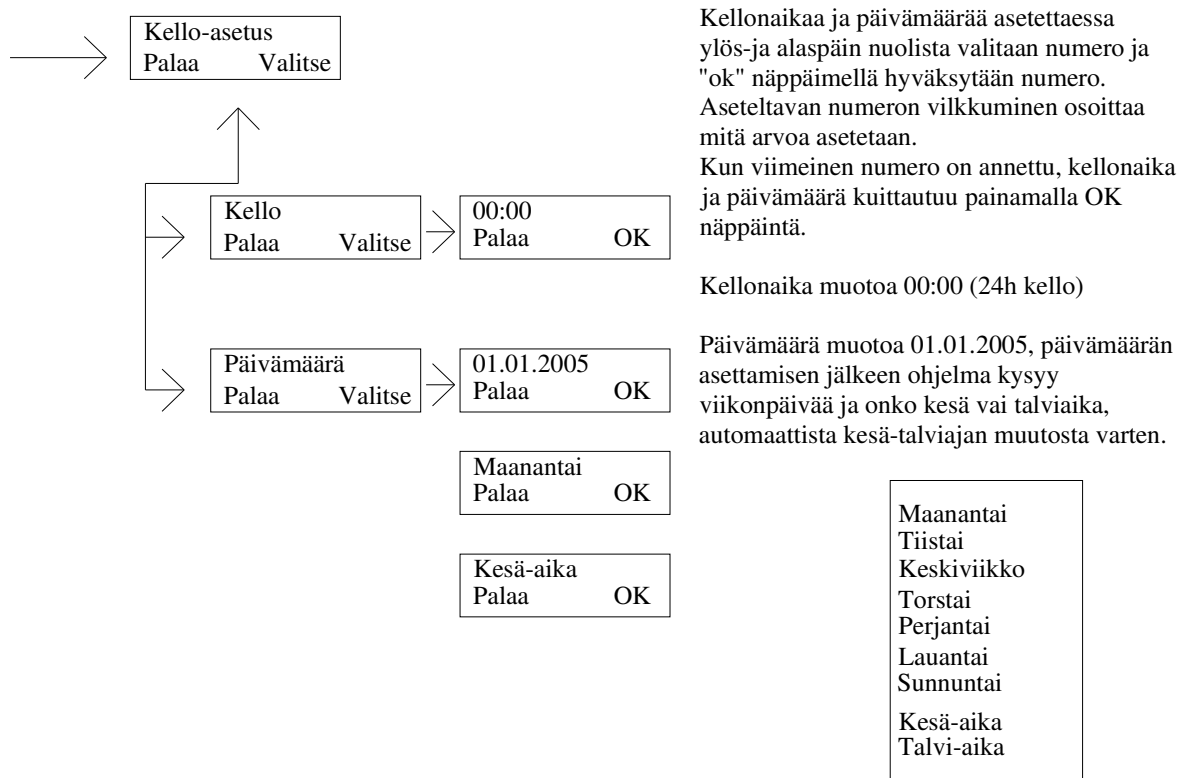 Kello-asetus
Palaa Valitse
Kellonaikaa ja päivämäärää asetettaessa
ylös-ja alaspäin nuolista valitaan numero ja
"ok" näppäimellä hyväksytään numero.
Aseteltavan numeron vilkkuminen osoittaa
mitä arvoa asetetaan.
Kun viimeinen numero on annettu, kellonaika
ja päivämäärä kuittautuu painamalla OK
näppäintä.
Kello
Palaa Valitse
00:00
Palaa OK
Kellonaika muotoa 00:00 (24h kello)
Päivämäärä
Palaa Valitse
01.01.2005
Palaa OK
Päivämäärä muotoa 01.01.2005, päivämäärän
asettamisen jälkeen ohjelma kysyy
viikonpäivää ja onko kesä vai talviaika,
automaattista kesä-talviajan muutosta varten.
Maanantai
Palaa OK
Kesä-aika
Palaa OK
Maanantai
Tiistai
Keskiviikko
Torstai
Perjantai
Lauantai
Sunnuntai
Kesä-aika
Talvi-aika